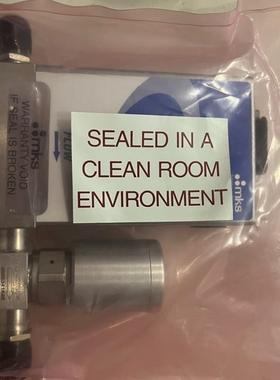 mks
WARRANTY VOID
IF SEAL IS BROKEN
FLOW
SEALED IN A
CLEAN ROOM
ENVIRONMENT
mks